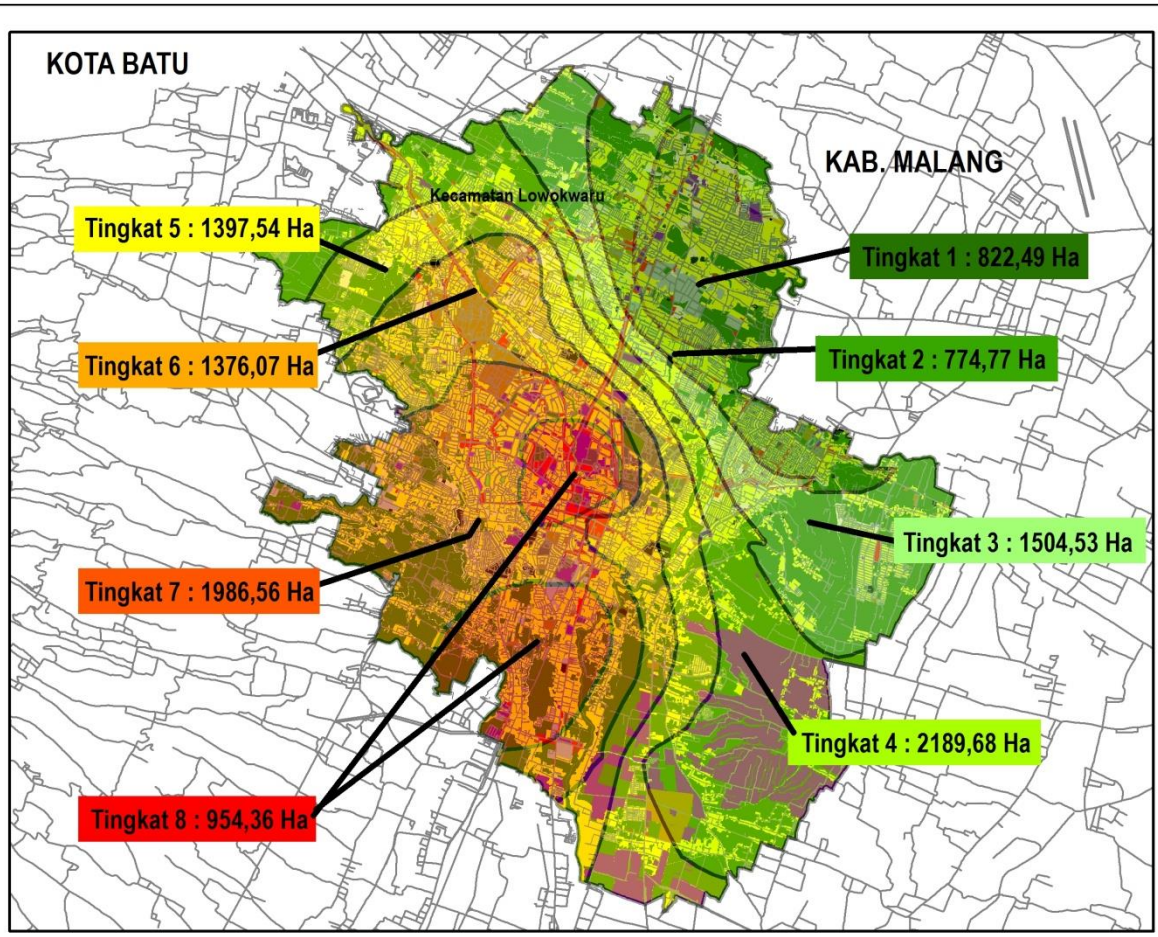 KOTA BATU
KAB. MALANG
Kecamatan Lowokwaru
Tingkat 5 : 1397,54 Ha
Tingkat 1 : 822,49 Ha
Tingkat 6 : 1376,07 Ha
Tingkat 2 : 774,77 Ha
Tingkat 3 : 1504,53 Ha
Tingkat 7 : 1986,56 Ha
Tingkat 4 : 2189,68 Ha
Tingkat 8 : 954,36 Ha